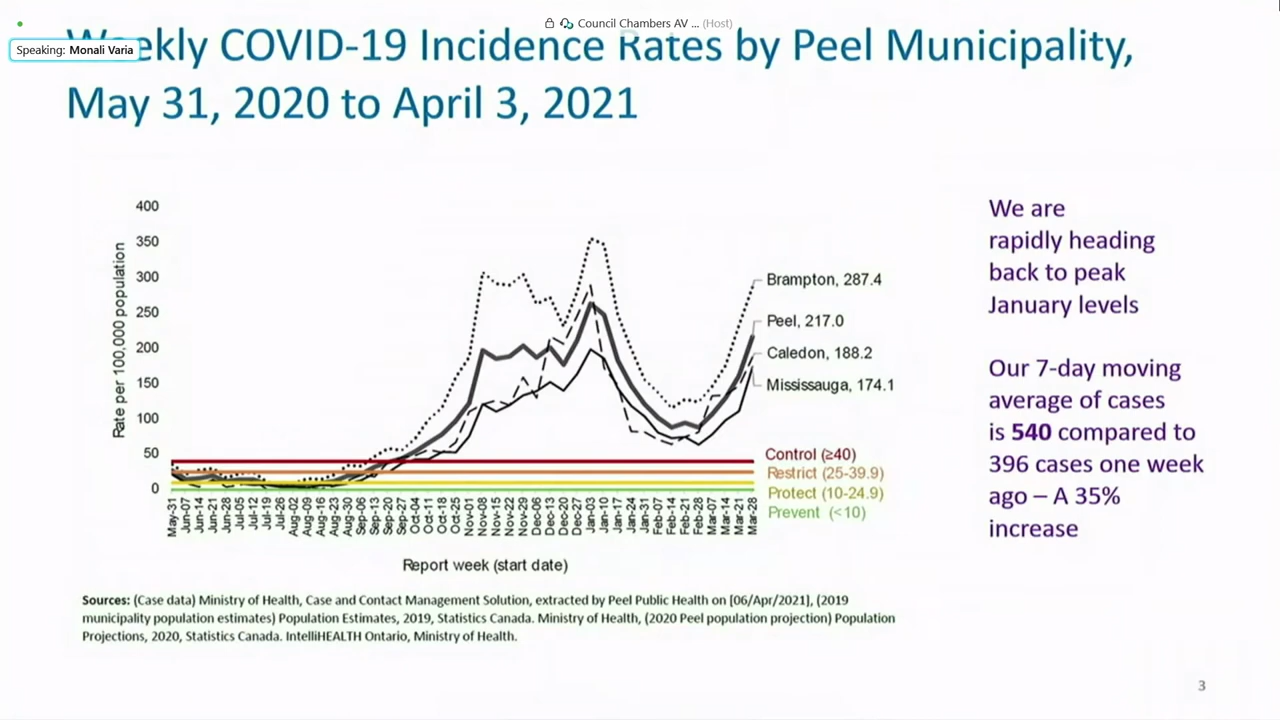 Council Chambers AV ... (Host)
Speaking: Monali Varia
Weekly COVID-19 Incidence Rates by Peel Municipality,
May 31, 2020 to April 3, 2021
400
350
300
250
200
150
100
50
0
Rate per 100,000 population
Brampton, 287.4
Peel, 217.0
Caledon, 188.2
Mississauga, 174.1
Control (≥40)
Restrict (25-39.9)
Protect (10-24.9)
Prevent (<10)
May-31
Jun-07
Jun-14
Jun-21
Jun-28
Jul-05
Jul-12
Jul-19
Jul-26
Aug-02
Aug-09
Aug-16
Aug-23
Aug-30
Sep-06
Sep-13
Sep-20
Sep-27
Oct-04
Oct-11
Oct-18
Oct-25
Nov-01
Nov-08
Nov-15
Nov-22
Nov-29
Dec-06
Dec-13
Dec-20
Dec-27
Jan-03
Jan-10
Jan-17
Jan-24
Jan-31
Feb-07
Feb-14
Feb-21
Feb-28
Mar-07
Mar-14
Mar-21
Mar-28
Report week (start date)
We are
rapidly heading
back to peak
January levels
Our 7-day moving
average of cases
is 540 compared to
396 cases one week
ago – A 35%
increase
Sources: (Case data) Ministry of Health, Case and Contact Management Solution, extracted by Peel Public Health on [06/Apr/2021], (2019
municipality population estimates) Population Estimates, 2019, Statistics Canada. Ministry of Health, (2020 Peel population projection) Population
Projections, 2020, Statistics Canada. IntelliHEALTH Ontario, Ministry of Health.
3